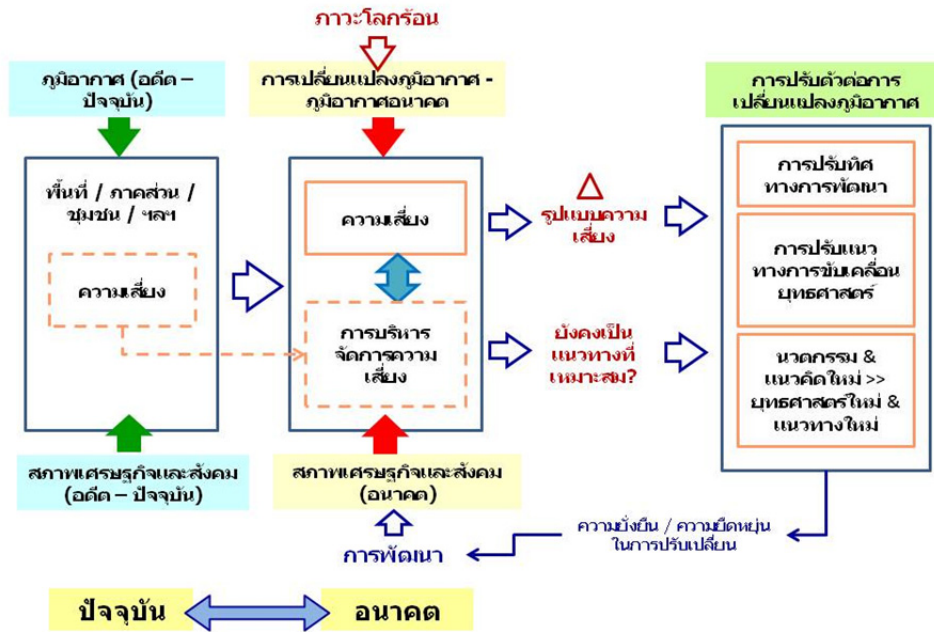 ภาวะโลกร้อน
ภูมิอากาศ (อดีต –
ปัจจุบัน)
การเปลี่ยนแปลงภูมิอากาศ -
ภูมิอากาศอนาคต
การปรับตัวต่อการ
เปลี่ยนแปลงภูมิอากาศ
พื้นที่ / ภาคส่วน /
ชุมชน / ฯลฯ
ความเสี่ยง
ความเสี่ยง
การบริหาร
จัดการความ
เสี่ยง
Δ
รูปแบบความ
เสี่ยง
ยังคงเป็น
แนวทางที่
เหมาะสม?
การปรับทิศ
ทางการพัฒนา
การปรับแนว
ทางการขับเคลื่อน
ยุทธศาสตร์
นวตกรรม &
แนวคิดใหม่ >>
ยุทธศาสตร์ใหม่ &
แนวทางใหม่
สภาพเศรษฐกิจและสังคม
(อดีต – ปัจจุบัน)
สภาพเศรษฐกิจและสังคม
(อนาคต)
การพัฒนา
ความยั่งยืน / ความยืดหยุ่น
ในการปรับเปลี่ยน
ปัจจุบัน
อนาคต